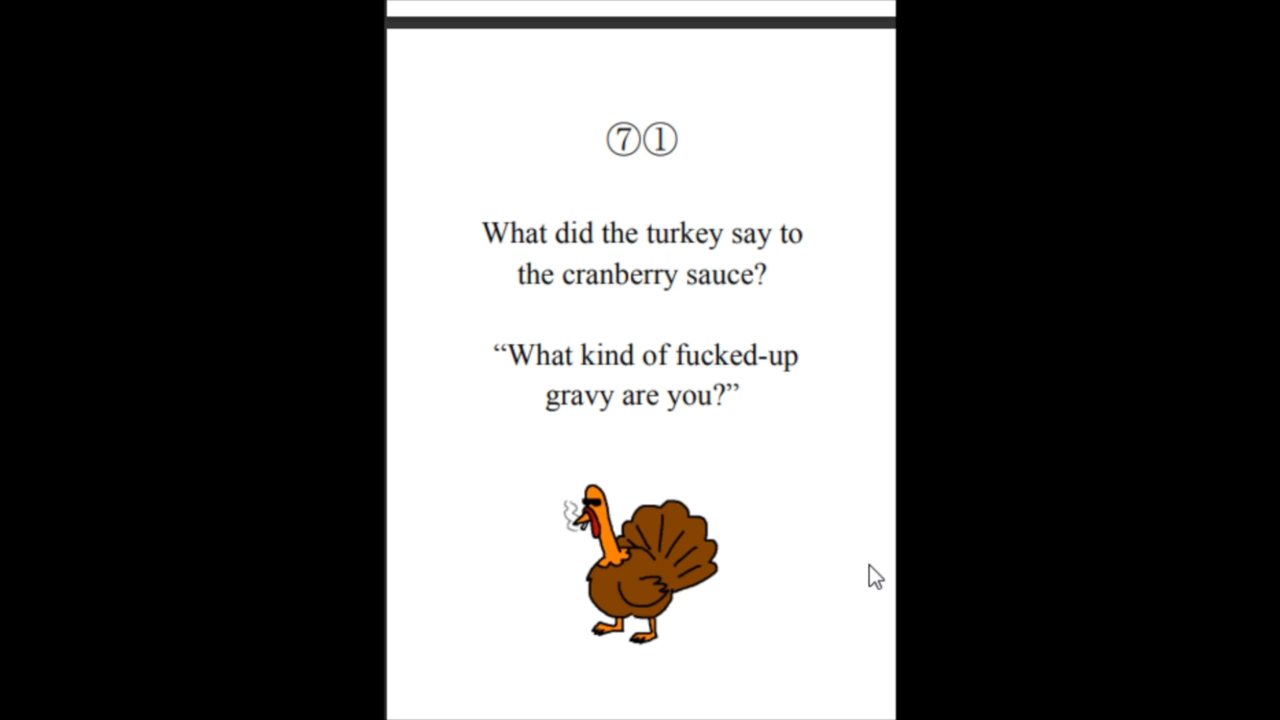 ⑦①
What did the turkey say to
the cranberry sauce?
“What kind of fucked-up
gravy are you?”